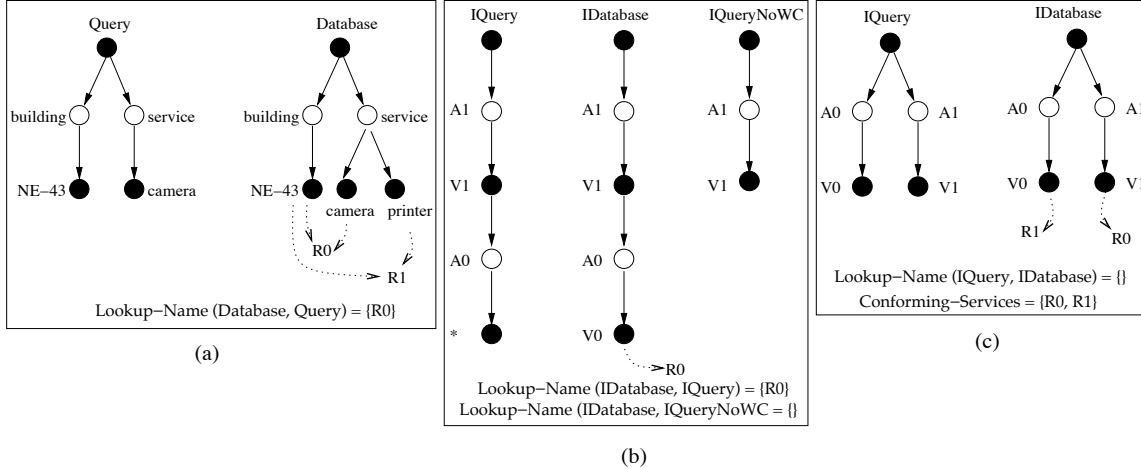 Query
Database
building
service
building
service
NE−43
camera
NE−43
camera
printer
R0
R1
Lookup−Name (Database, Query) = {R0}
(a)
IQuery
IDatabase
IQueryNoWC
A1
A1
A1
V1
V1
V1
A0
A0
*
V0
R0
Lookup−Name (IDatabase, IQuery) = {R0}
Lookup−Name (IDatabase, IQueryNoWC = {}
(b)
IQuery
IDatabase
A0
A1
A0
A1
V0
V1
V0
V1
R1
R0
Lookup−Name (IQuery, IDatabase) = {}
Conforming−Services = {R0, R1}
(c)